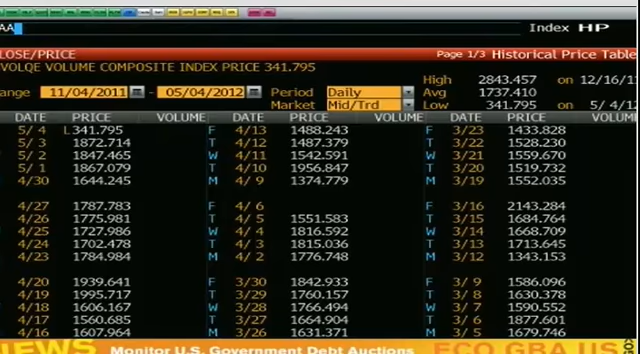 AA
Index HP
LOSE/PRICE Page 1/3 Historical Price Table
VOLQE VOLUME COMPOSITE INDEX PRICE 341.795
High 2843.457 on 12/16/1
ange 11/04/2011 - 05/04/2012 Period Daily Avg 1737.410
Market Mid/Trd Low 341.795 on 5/ 4/1
DATE PRICE VOLUME DATE PRICE VOLUME DATE PRICE VOLUM
5/ 4 L341.795 F 4/13 1488.243 F 3/23 1433.828
5/ 3 1872.714 T 4/12 1487.379 T 3/22 1528.230
5/ 2 1847.465 W 4/11 1542.591 W 3/21 1559.670
5/ 1 1867.079 T 4/10 1956.847 T 3/20 1519.732
4/30 1644.245 M 4/ 9 1374.779 M 3/19 1552.035
4/27 1787.783 F 4/ 6 F 3/16 2143.284
4/26 1775.981 T 4/ 5 1551.583 T 3/15 1684.764
4/25 1727.986 W 4/ 4 1816.592 W 3/14 1668.709
4/24 1702.478 T 4/ 3 1815.036 T 3/13 1713.645
4/23 1784.984 M 4/ 2 1776.748 M 3/12 1343.153
4/20 1939.641 F 3/30 1842.933 F 3/ 9 1586.096
4/19 1995.717 T 3/29 1760.157 T 3/ 8 1630.378
4/18 1606.167 W 3/28 1766.494 W 3/ 7 1590.552
4/17 1560.685 T 3/27 1664.904 T 3/ 6 1877.601
4/16 1607.964 M 3/26 1631.371 M 3/ 5 1679.746
NEWS Monitor U.S. Government Debt Auctions ECO GBA US